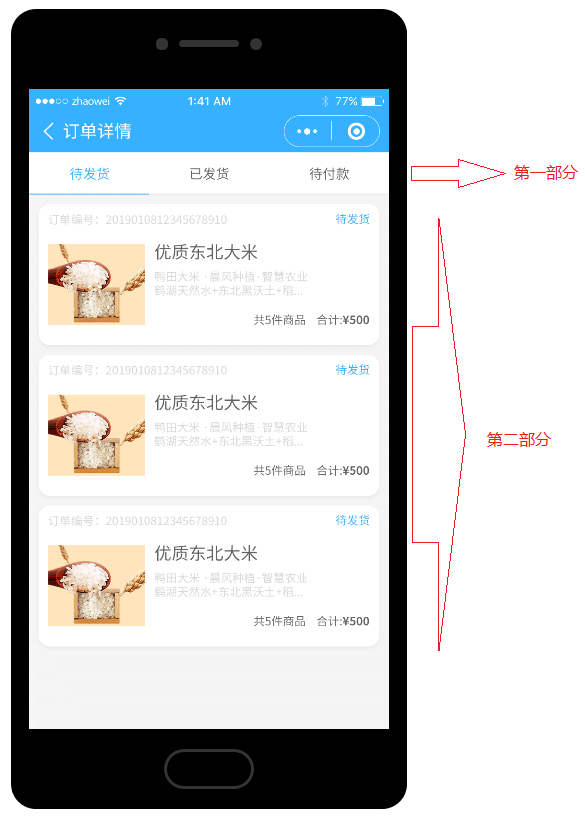 zhaowei 1:41 AM 77%
订单详情
待发货 已发货 待付款
第一部分
订单编号：2019010812345678910 待发货
优质东北大米
鸭田大米 · 晨风种植 · 智慧农业
鹤湖天然水+东北黑沃土+稻...
共5件商品 合计:¥500
订单编号：2019010812345678910 待发货
优质东北大米
鸭田大米 · 晨风种植 · 智慧农业
鹤湖天然水+东北黑沃土+稻...
第二部分
共5件商品 合计:¥500
订单编号：2019010812345678910 待发货
优质东北大米
鸭田大米 · 晨风种植 · 智慧农业
鹤湖天然水+东北黑沃土+稻...
共5件商品 合计:¥500